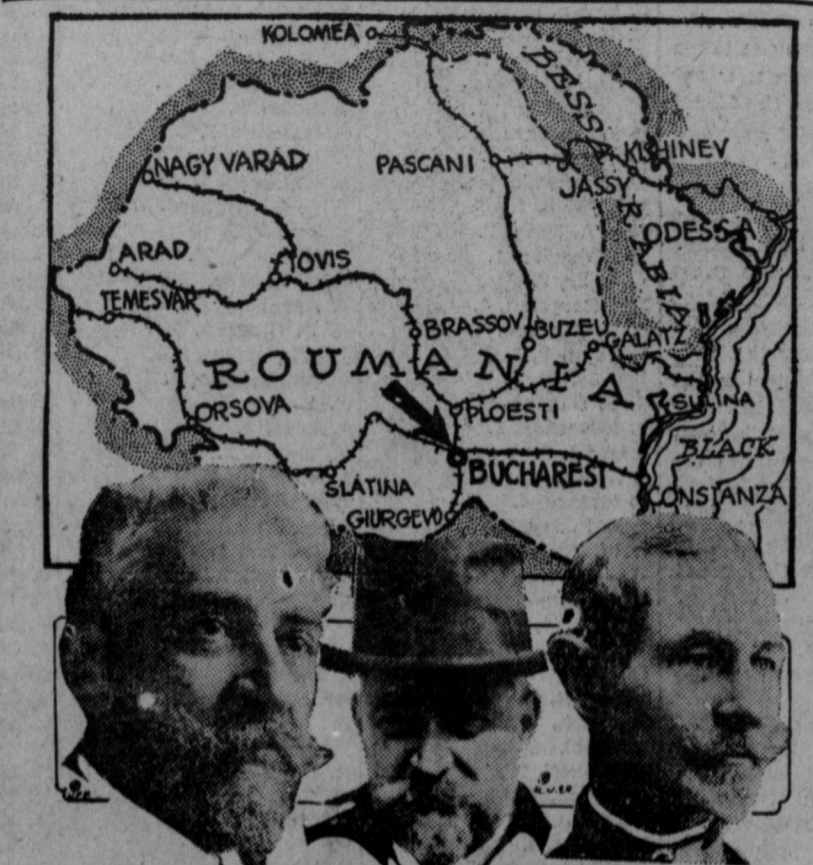 KOLOMEA
BESSARABIA
NAGY VARAD
PASCANI
KISHINEV
JASSY
ODESSA
ARAD
TOVIS
TEMESVAR
BRASSOV
BUZEU
GALATZ
ROUMANIA
ORSOVA
PLOESTI
SULINA
BLACK
BUCHAREST
SLATINA
CONSTANZA
GIURGEVO